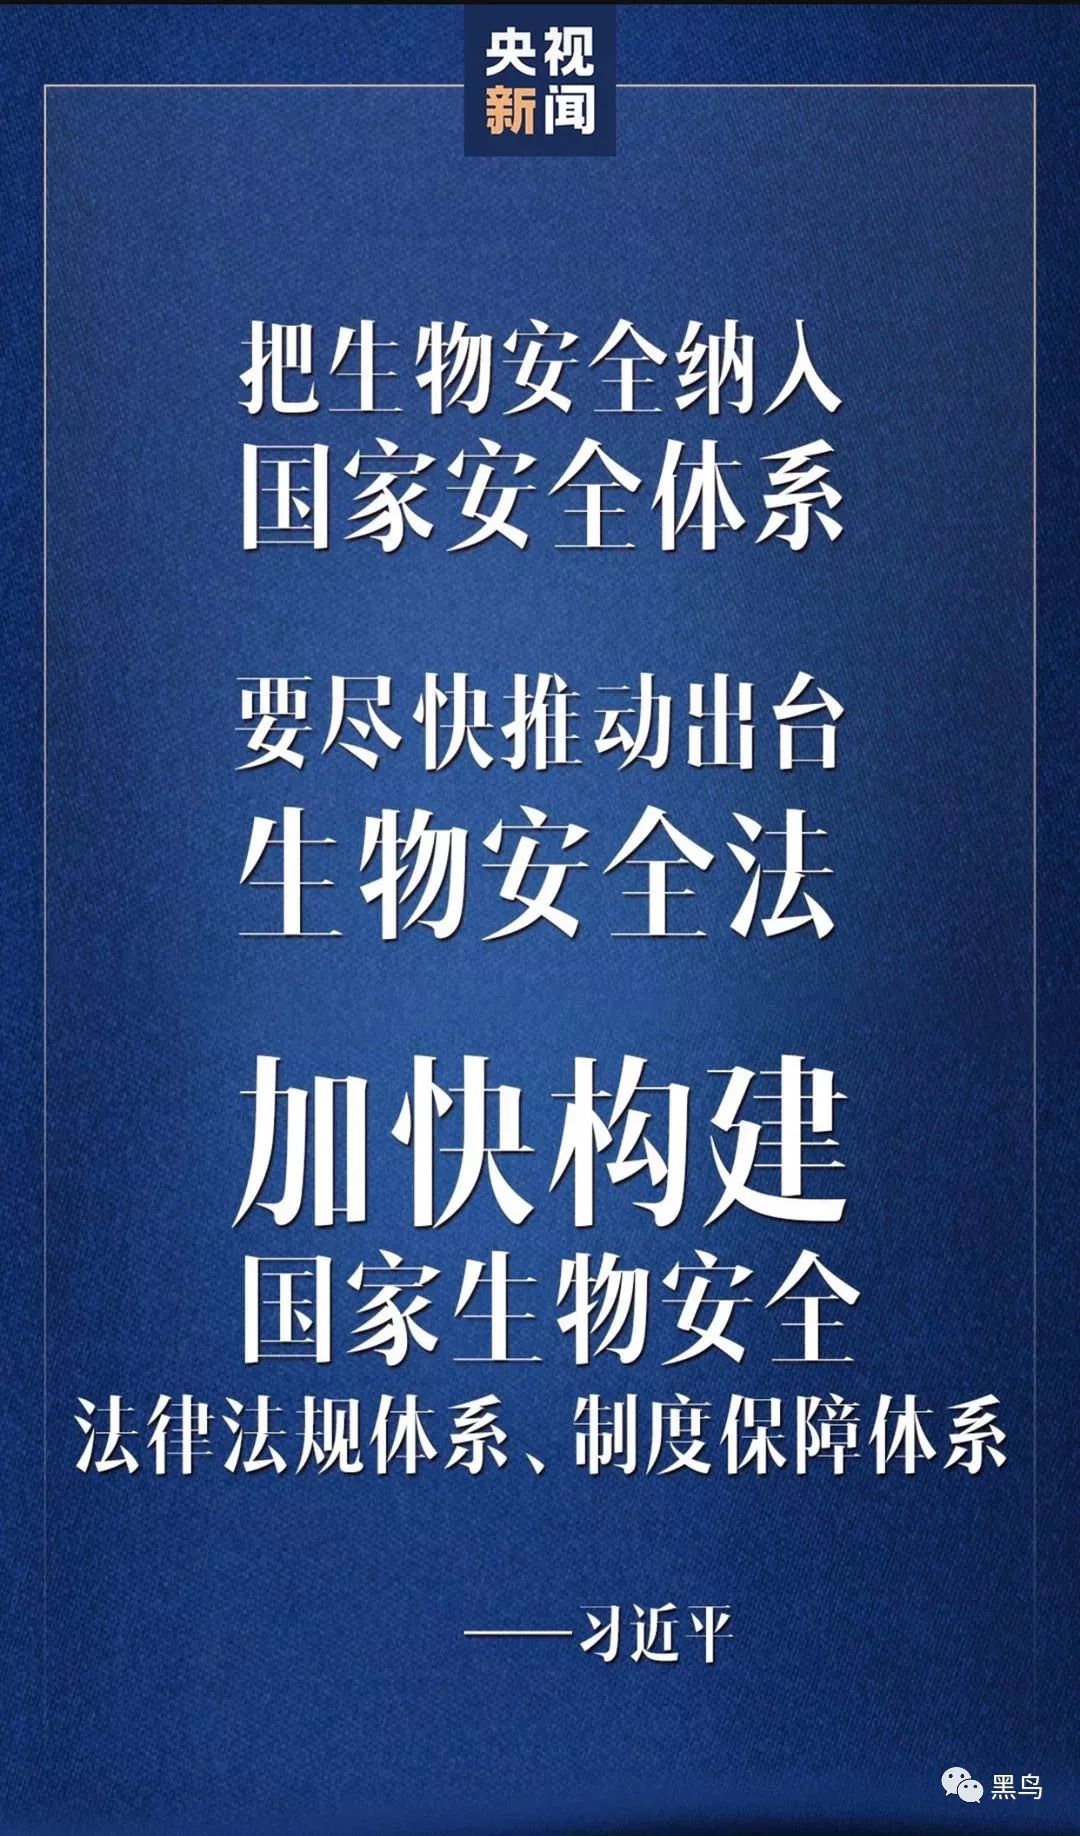 央视
新闻
把生物安全纳入
国家安全体系
要尽快推动出台
生物安全法
加快构建
国家生物安全
法律法规体系、制度保障体系
——习近平
黑鸟